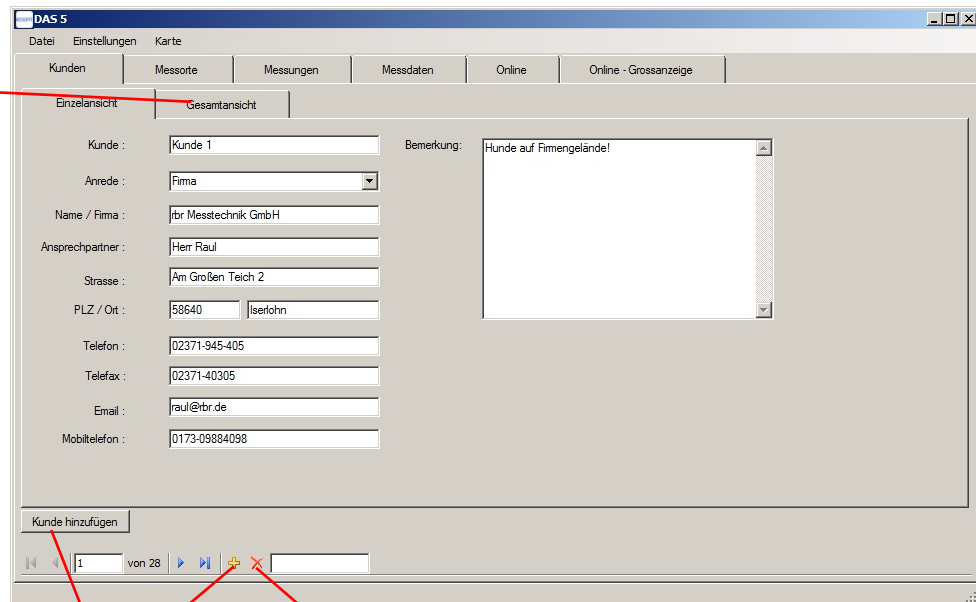 DAS 5
Datei Einstellungen Karte
Kunden Messorte Messungen Messdaten Online Online - Grossanzeige
Einzelansicht Gesamtansicht
Kunde : Kunde 1 Bemerkung: Hunde auf Firmengelände!
Anrede : Firma
Name / Firma : rbr Messtechnik GmbH
Ansprechpartner : Herr Raul
Strasse : Am Großen Teich 2
PLZ / Ort : 58640 Iserlohn
Telefon : 02371-945-405
Telefax : 02371-40305
Email : raul@rbr.de
Mobiltelefon : 0173-09884098
Kunde hinzufügen
1 von 28